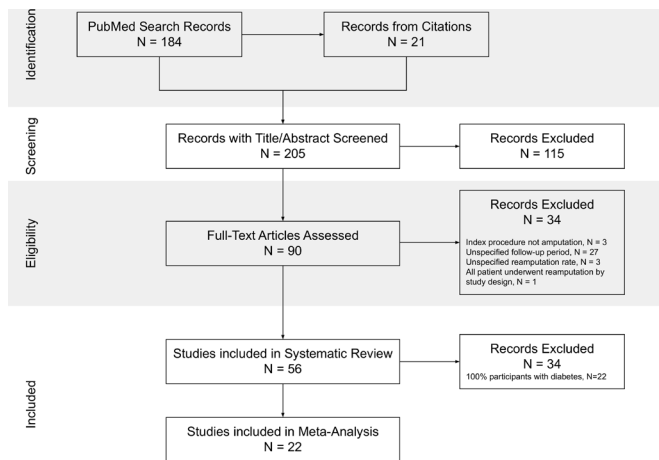 Identification
PubMed Search Records
N = 184
Records from Citations
N = 21
Screening
Records with Title/Abstract Screened
N = 205
Records Excluded
N = 115
Eligibility
Full-Text Articles Assessed
N = 90
Records Excluded
N = 34
Index procedure not amputation, N = 3
Unspecified follow-up period, N = 27
Unspecified reamputation rate, N = 3
All patient underwent reamputation by
study design, N = 1
Included
Studies included in Systematic Review
N = 56
Records Excluded
N = 34
100% participants with diabetes, N=22
Studies included in Meta-Analysis
N = 22